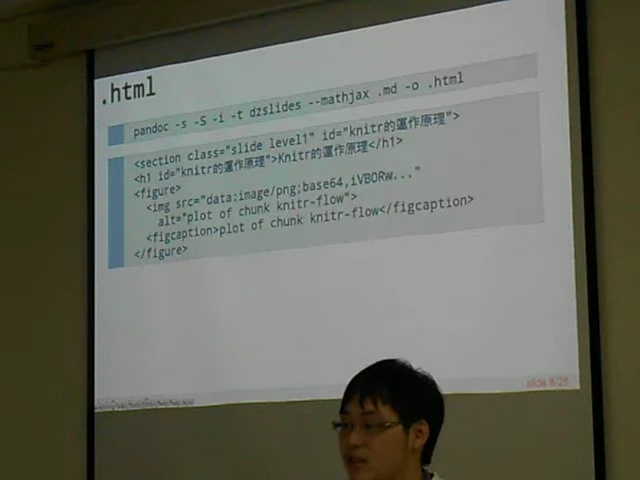 .html
pandoc -s -S -i -t dzslides --mathjax .md -o .html
<section class="slide level1" id="knitr的運作原理">
<h1 id="knitr的運作原理">Knitr的運作原理</h1>
<figure>
<img src="data:image/png;base64,iVBORw..."
alt="plot of chunk knitr-flow">
<figcaption>plot of chunk knitr-flow</figcaption>
</figure>
slide 8/25